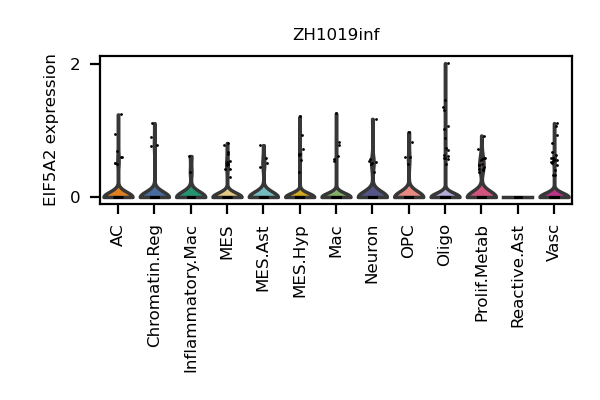 ZH1019inf
EIF5A2 expression
2
0
AC
Chromatin.Reg
Inflammatory.Mac
MES
MES.Ast
MES.Hyp
Mac
Neuron
OPC
Oligo
Prolif.Metab
Reactive.Ast
Vasc